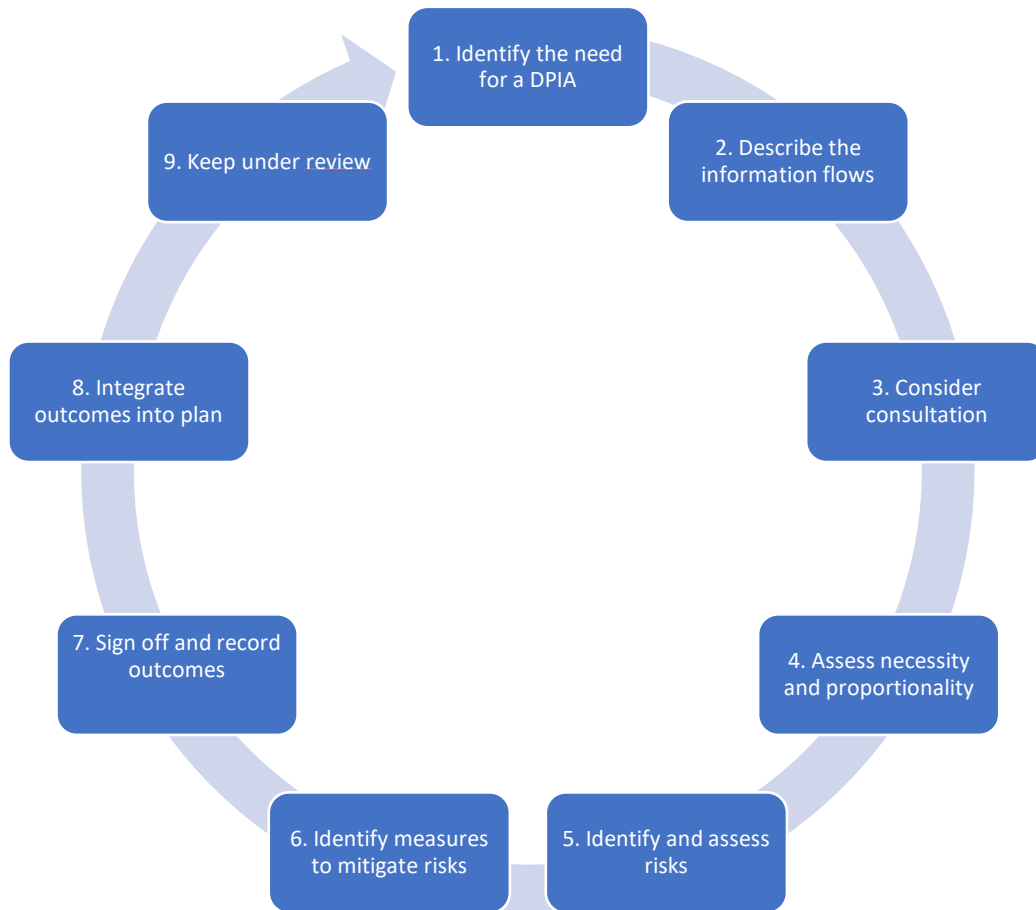 1. Identify the need
for a DPIA
2. Describe the
information flows
3. Consider
consultation
4. Assess necessity
and proportionality
5. Identify and assess
risks
6. Identify measures
to mitigate risks
7. Sign off and record
outcomes
8. Integrate
outcomes into plan
9. Keep under review